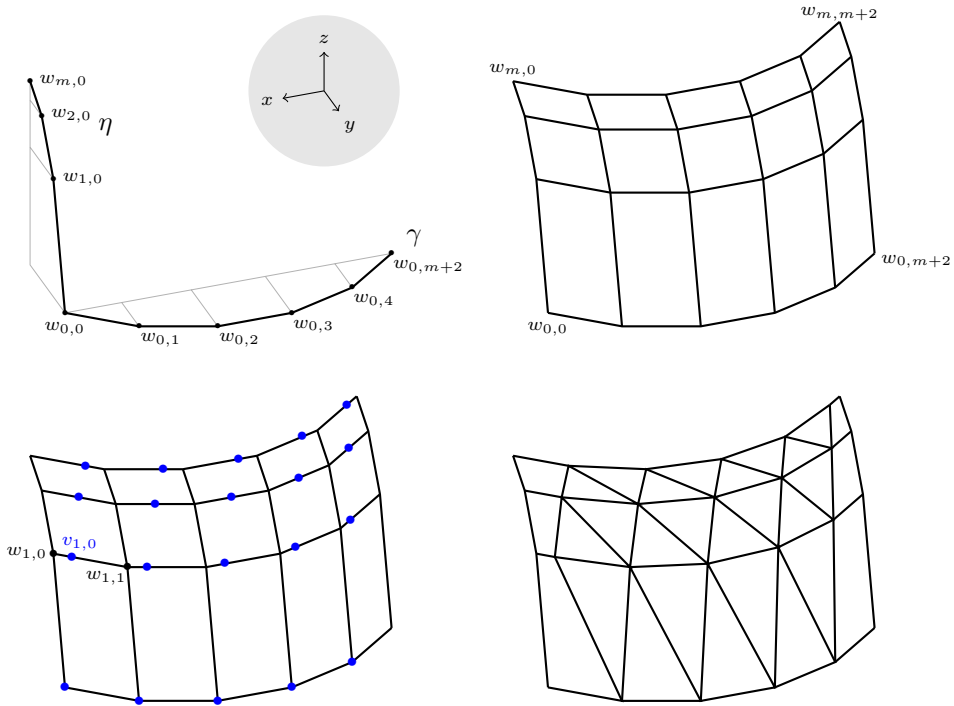 z
x
y
w_{m,0}
w_{2,0}
η
w_{1,0}
γ
w_{0,m+2}
w_{0,4}
w_{0,0}
w_{0,3}
w_{0,1}
w_{0,2}
w_{m,m+2}
w_{m,0}
w_{0,m+2}
w_{0,0}
v_{1,0}
w_{1,0}
w_{1,1}